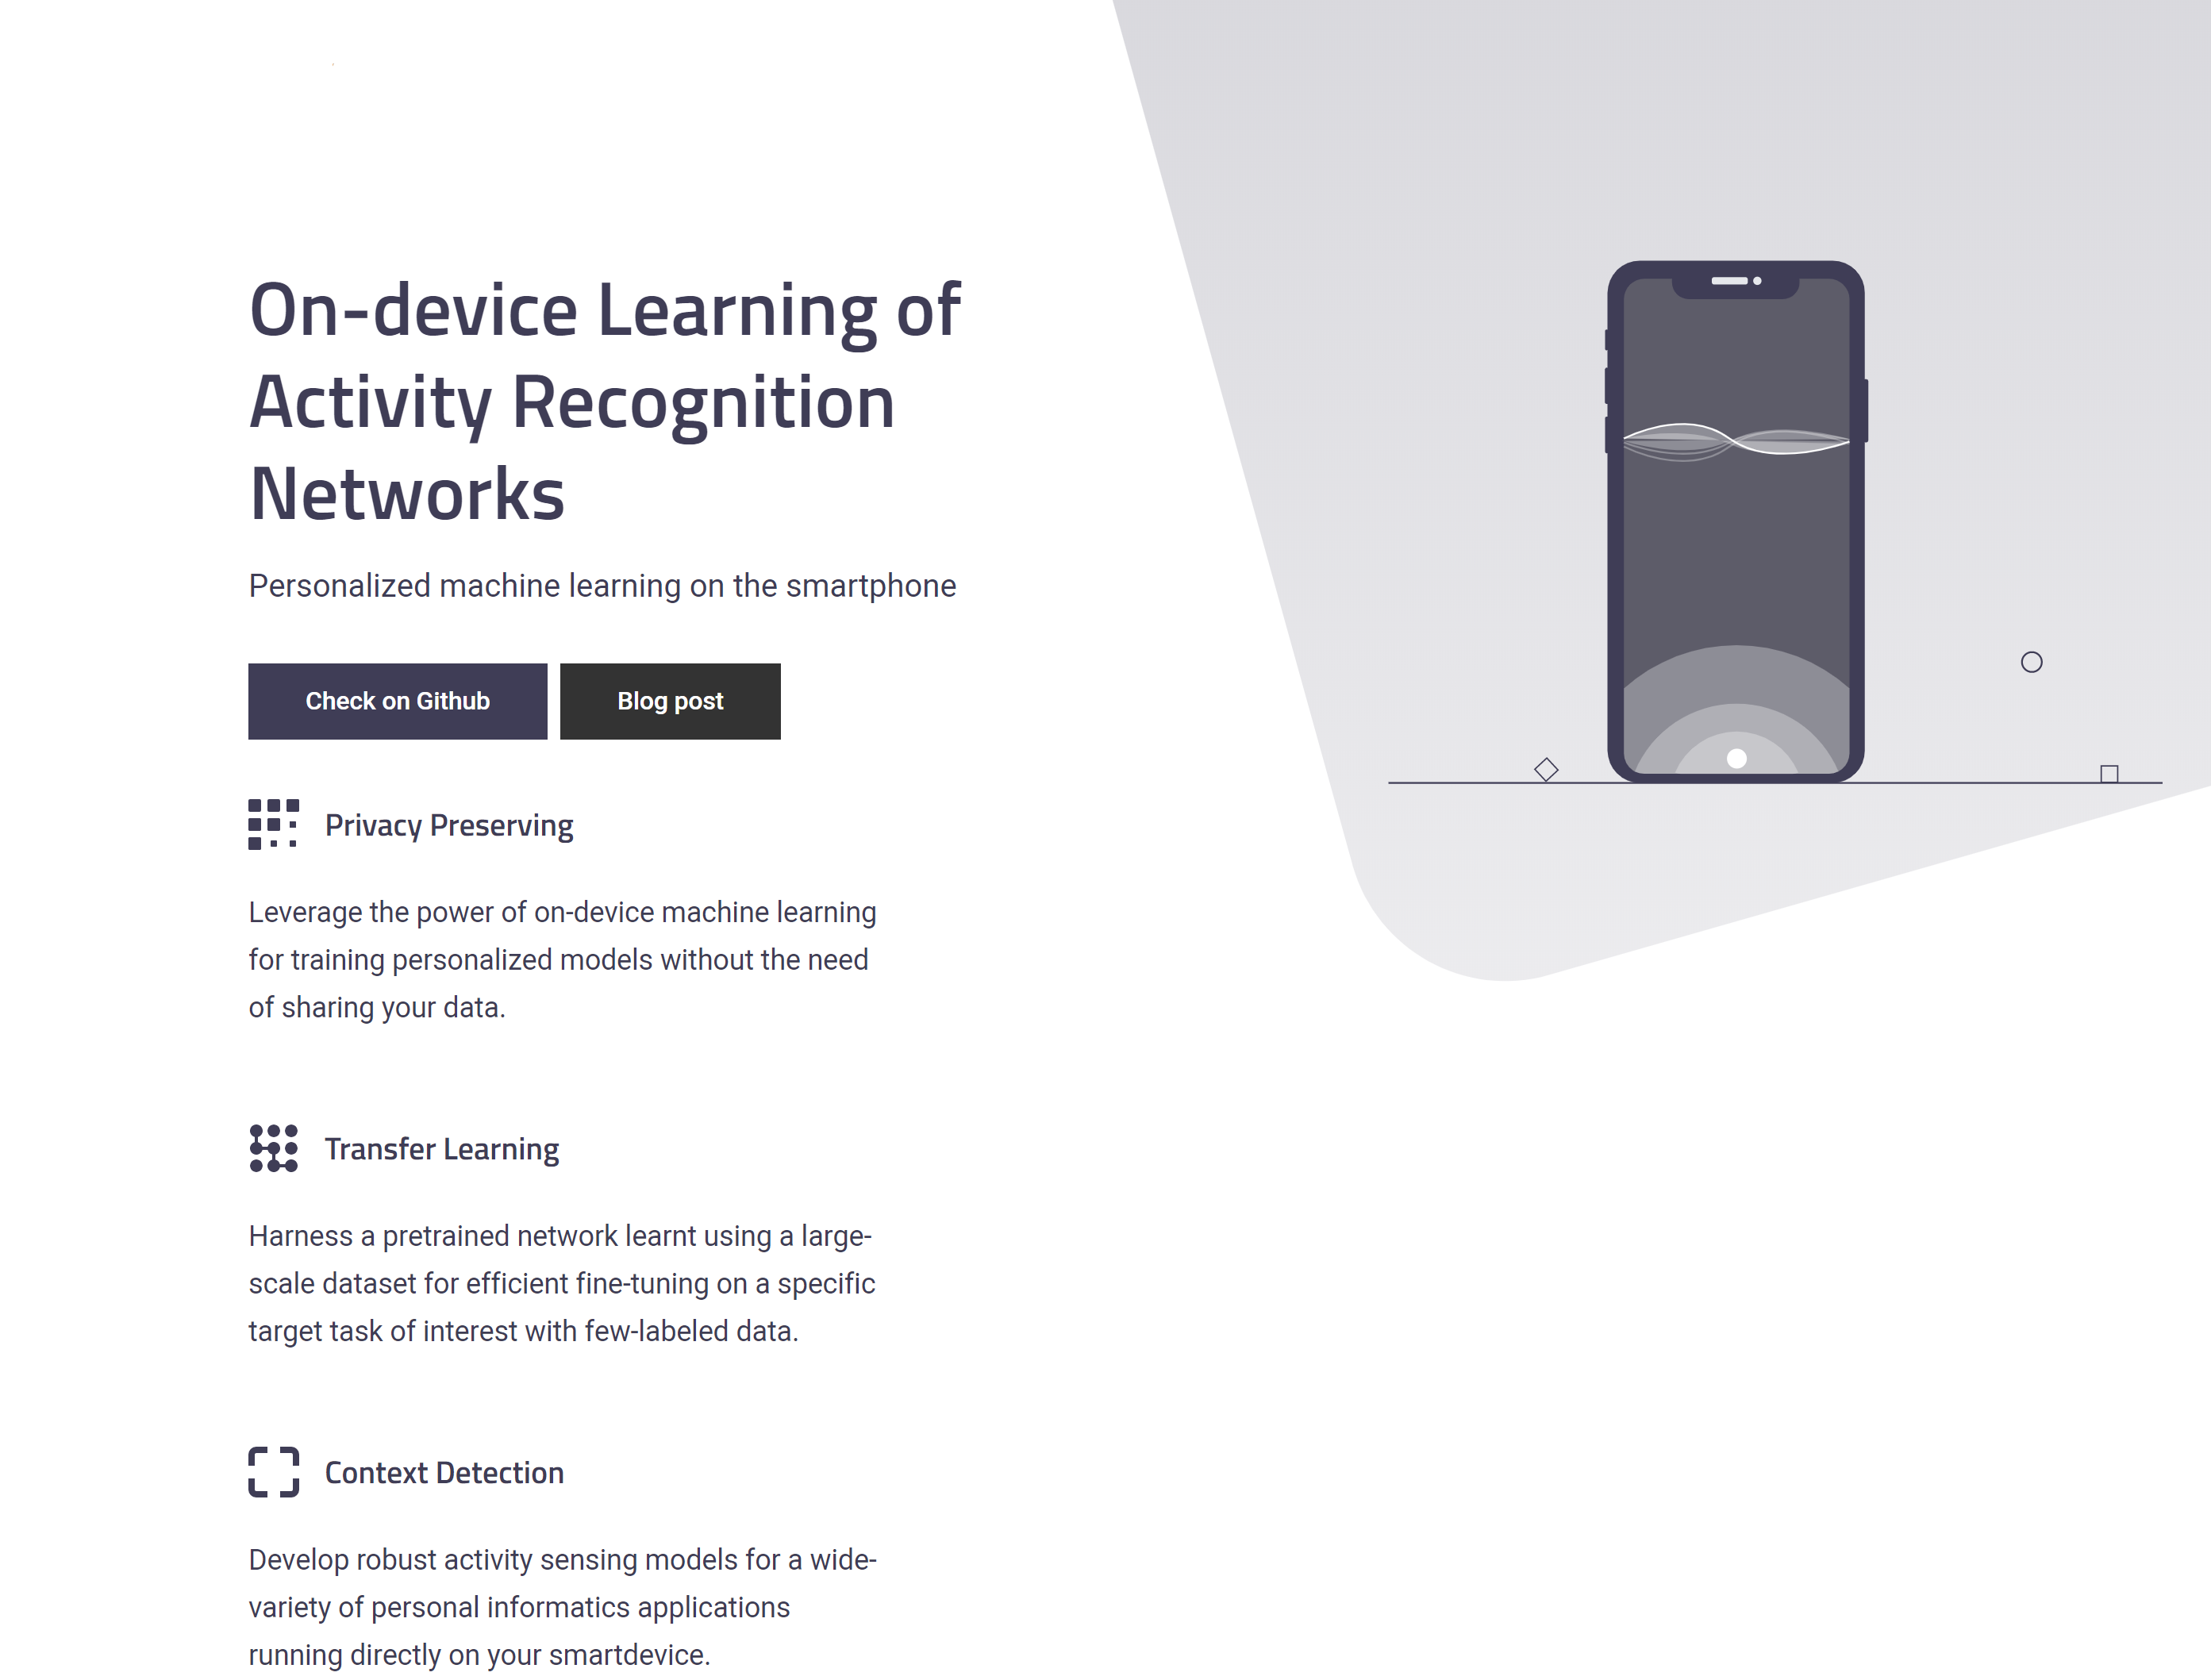 On-device Learning of
Activity Recognition
Networks
Personalized machine learning on the smartphone
Check on Github
Blog post
Privacy Preserving
Leverage the power of on-device machine learning
for training personalized models without the need
of sharing your data.
Transfer Learning
Harness a pretrained network learnt using a large-
scale dataset for efficient fine-tuning on a specific
target task of interest with few-labeled data.
Context Detection
Develop robust activity sensing models for a wide-
variety of personal informatics applications
running directly on your smartdevice.